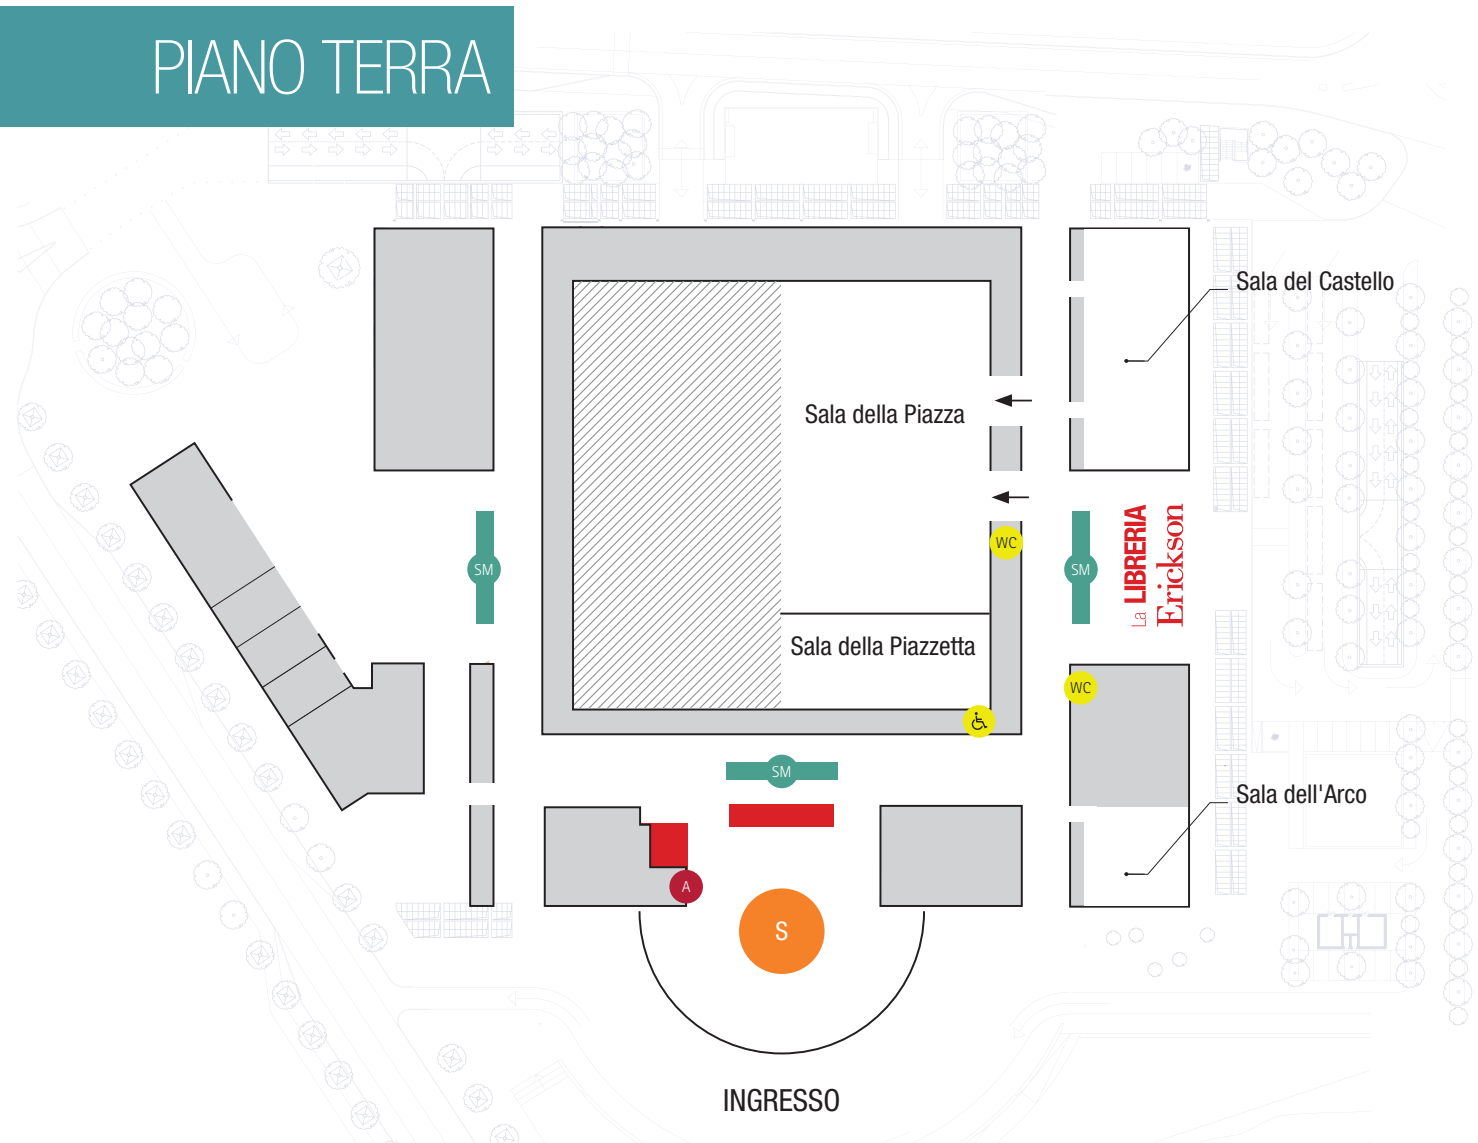 PIANO TERRA
Sala del Castello
Sala della Piazza
La LIBRERIA
Erickson
WC
SM
SM
Sala della Piazzetta
WC
SM
Sala dell'Arco
A
S
INGRESSO